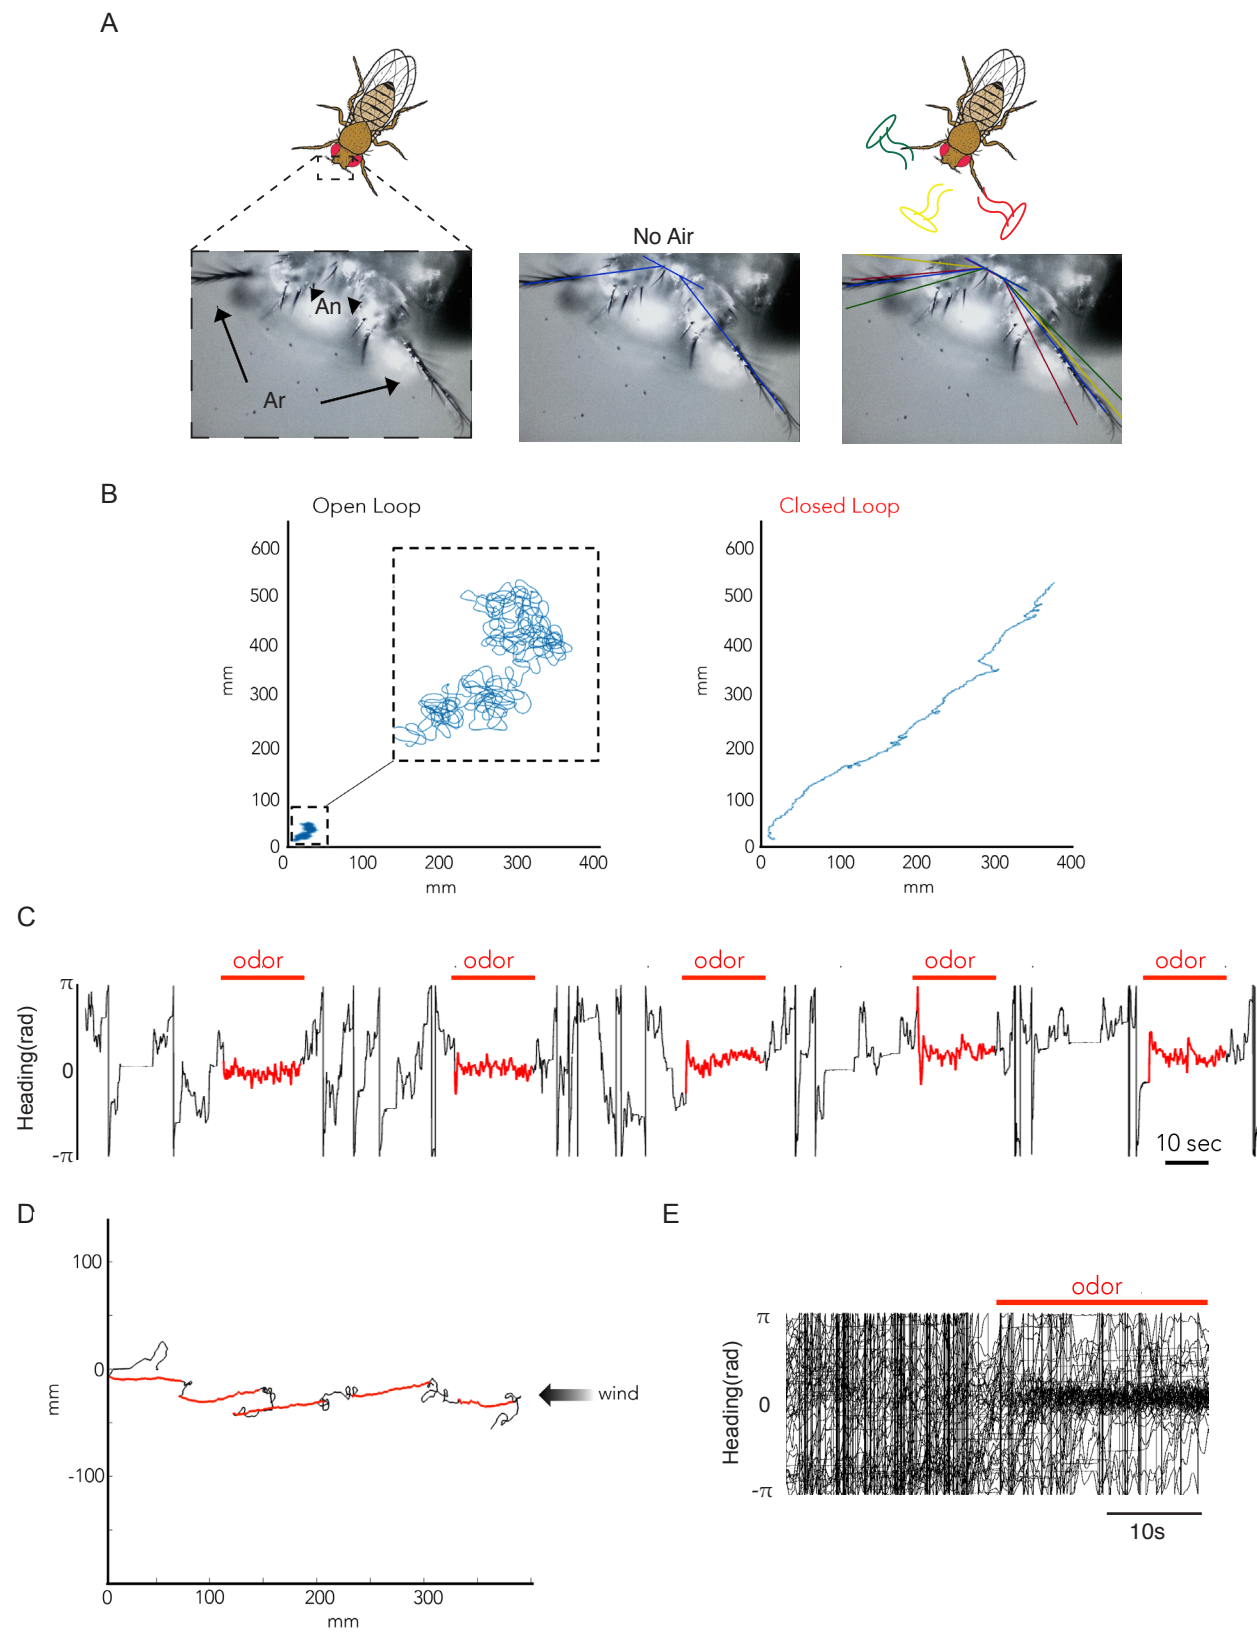 A
No Air
An
Ar
B
Open Loop
Closed Loop
600
500
400
300
200
100
0
mm
0 100 200 300 400
mm
600
500
400
300
200
100
0
mm
0 100 200 300 400
mm
C
odor odor odor odor odor
π
0
-π
Heading(rad)
10 sec
D
100
0
-100
mm
0 100 200 300
mm
wind
E
odor
π
0
-π
Heading(rad)
10s